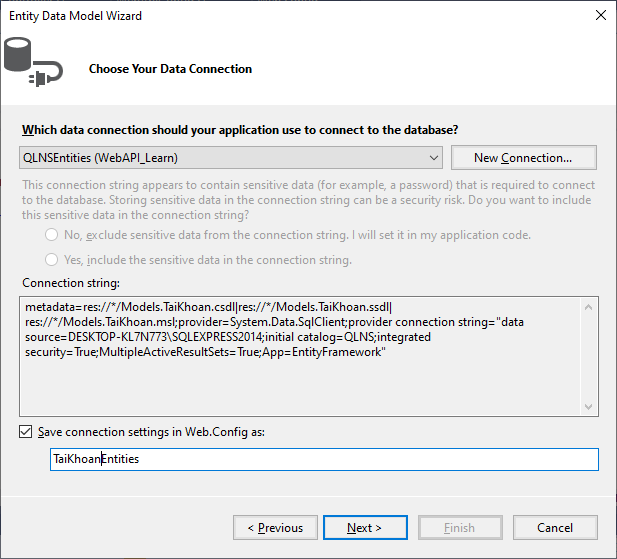 Entity Data Model Wizard
Choose Your Data Connection
Which data connection should your application use to connect to the database?
QLNSEntities (WebAPI_Learn)
New Connection...
This connection string appears to contain sensitive data (for example, a password) that is required to connect
to the database. Storing sensitive data in the connection string can be a security risk. Do you want to include
this sensitive data in the connection string?
No, exclude sensitive data from the connection string. I will set it in my application code.
Yes, include the sensitive data in the connection string.
Connection string:
metadata=res://*/Models.TaiKhoan.csdl|res://*/Models.TaiKhoan.ssdl|
res://*/Models.TaiKhoan.msl;provider=System.Data.SqlClient;provider connection string="data
source=DESKTOP-KL7N773\SQLEXPRESS2014;initial catalog=QLNS;integrated
security=True;MultipleActiveResultSets=True;App=EntityFramework"
Save connection settings in Web.Config as:
TaiKhoanEntities
< Previous
Next >
Finish
Cancel